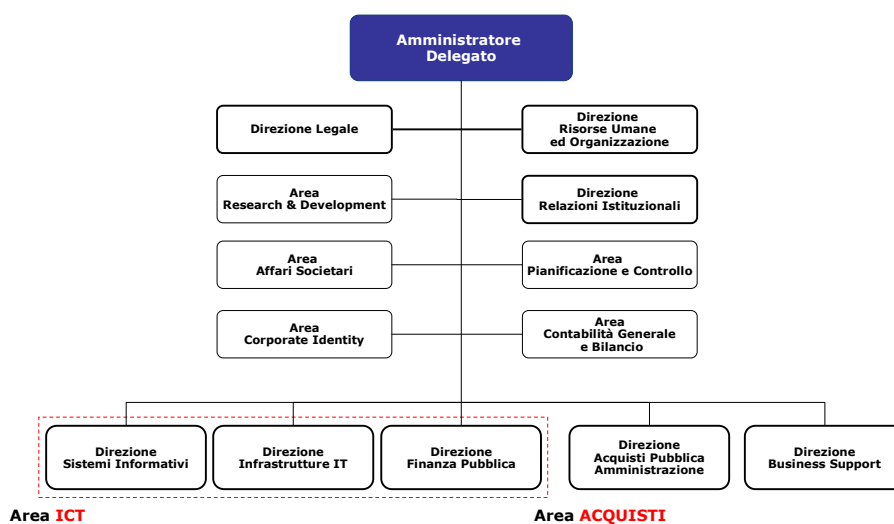 Amministratore
Delegato
Direzione Legale
Direzione
Risorse Umane
ed Organizzazione
Area
Research & Development
Direzione
Relazioni Istituzionali
Area
Affari Societari
Area
Pianificazione e Controllo
Area
Corporate Identity
Area
Contabilità Generale
e Bilancio
Direzione
Sistemi Informativi
Direzione
Infrastrutture IT
Direzione
Finanza Pubblica
Direzione
Acquisti Pubblica
Amministrazione
Direzione
Business Support
Area ICT
Area ACQUISTI